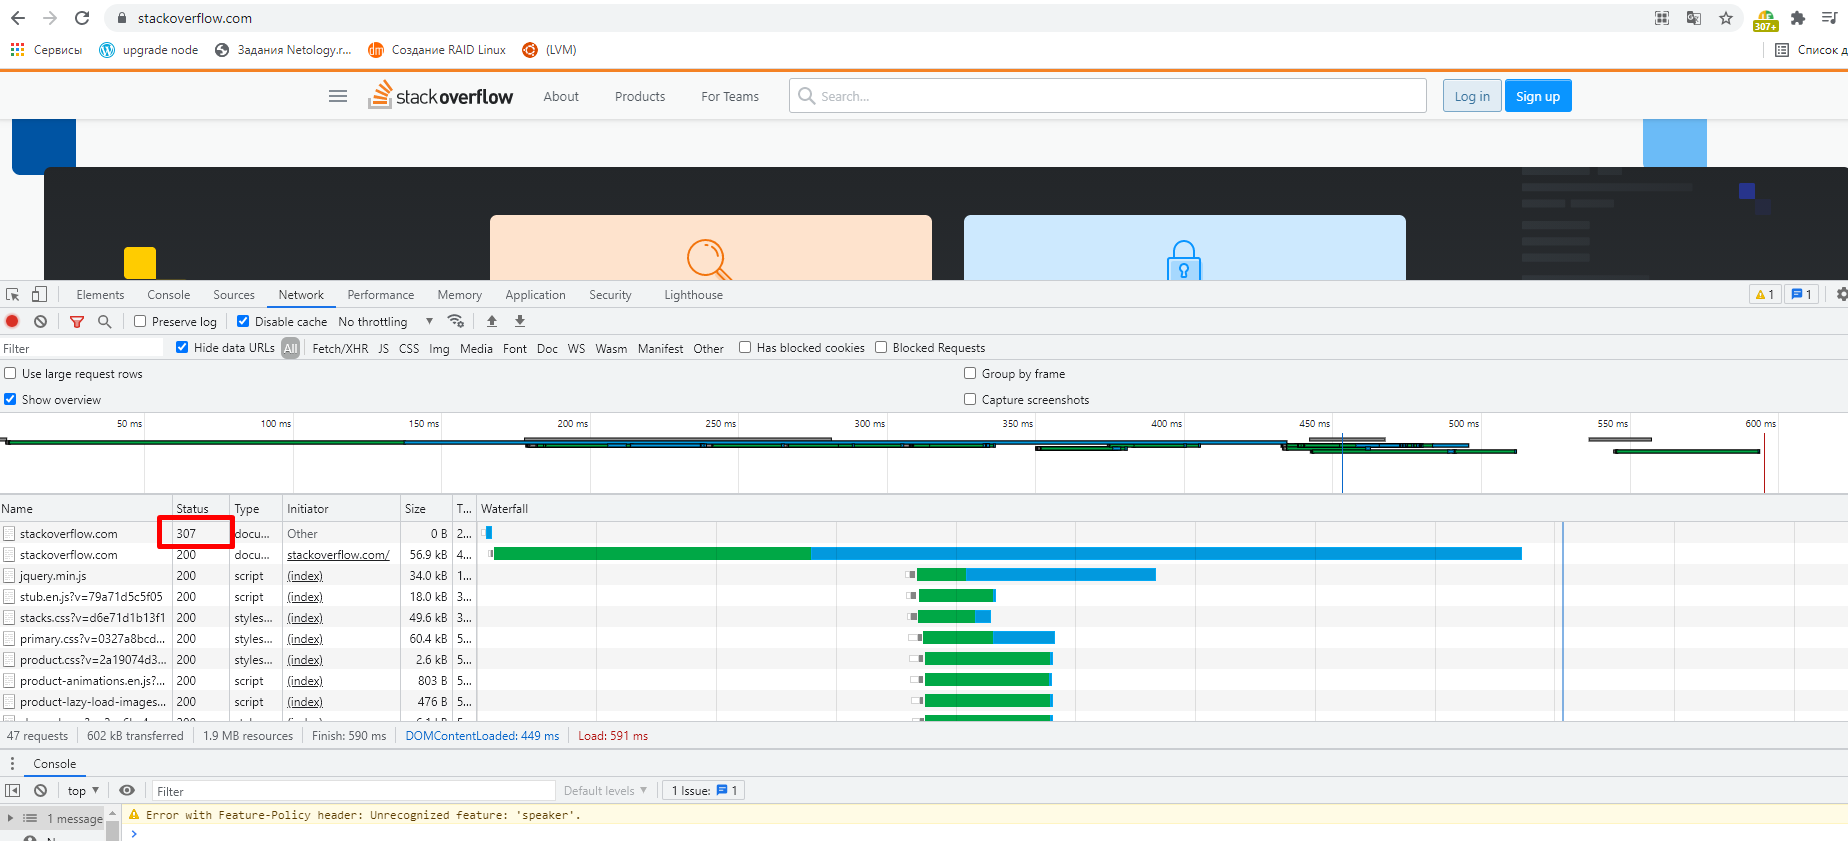 stackoverflow.com
307+
Сервисы upgrade node Задания Netology.r... Создание RAID Linux (LVM) Список д
stackoverflow About Products For Teams Search... Log in Sign up
Elements Console Sources Network Performance Memory Application Security Lighthouse 1 1
Preserve log Disable cache No throttling
Filter Hide data URLs All Fetch/XHR JS CSS Img Media Font Doc WS Wasm Manifest Other Has blocked cookies Blocked Requests
Use large request rows Group by frame
Show overview Capture screenshots
50 ms 100 ms 150 ms 200 ms 250 ms 300 ms 350 ms 400 ms 450 ms 500 ms 550 ms 600 ms
Name Status Type Initiator Size T... Waterfall
stackoverflow.com 307 docu... Other 0 B 2...
stackoverflow.com 200 docu... stackoverflow.com/ 56.9 kB 4...
jquery.min.js 200 script (index) 34.0 kB 1...
stub.en.js?v=79a71d5c5f05 200 script (index) 18.0 kB 3...
stacks.css?v=d6e71d1b13f1 200 styles... (index) 49.6 kB 3...
primary.css?v=0327a8bcd... 200 styles... (index) 60.4 kB 5...
product.css?v=2a19074d3... 200 styles... (index) 2.6 kB 5...
product-animations.en.js?... 200 script (index) 803 B 5...
product-lazy-load-images... 200 script (index) 476 B 5...
47 requests 602 kB transferred 1.9 MB resources Finish: 590 ms DOMContentLoaded: 449 ms Load: 591 ms
Console
top Filter Default levels 1 Issue: 1
1 message Error with Feature-Policy header: Unrecognized feature: 'speaker'.